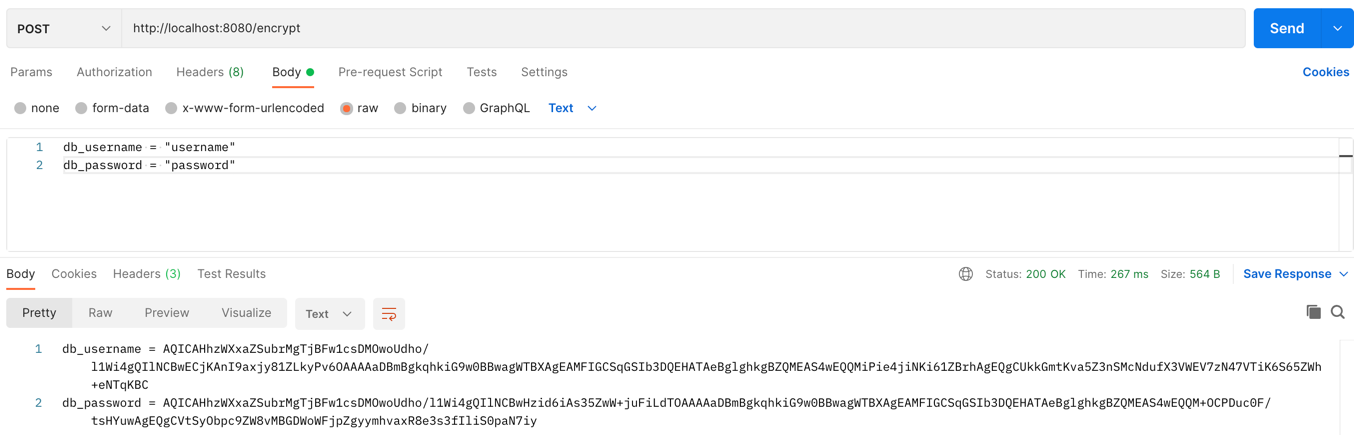 POST http://localhost:8080/encrypt Send
Params Authorization Headers (8) Body Pre-request Script Tests Settings Cookies
none form-data x-www-form-urlencoded raw binary GraphQL Text
1 db_username = "username"
2 db_password = "password"
Body Cookies Headers (3) Test Results Status: 200 OK Time: 267 ms Size: 564 B Save Response
Pretty Raw Preview Visualize Text
1 db_username = AQICAHhzWXxaZSubrMgTjBFw1csDMOwoUdho/
l1Wi4gQIlNCBwECjKAnI9axjy81ZLkyPv6OAAAAaDBmBgkqhkiG9w0BBwagWTBXAgEAMFIGCSqGSIb3DQEHATAeBglghkgBZQMEAS4wEQQMiPie4jiNKi61ZBrhAgEQgCUkkGmtKva5Z3nSMcNdufX3VWEV7zN47VTiK6S65ZWh
+eNTqKBC
2 db_password = AQICAHhzWXxaZSubrMgTjBFw1csDMOwoUdho/l1Wi4gQIlNCBwHzid6iAs35ZwW+juFiLdTOAAAAaDBmBgkqhkiG9w0BBwagWTBXAgEAMFIGCSqGSIb3DQEHATAeBglghkgBZQMEAS4wEQQM+OCPDuc0F/
tsHYuwAgEQgCVtSyObpc9ZW8vMBGDWoWFjpZgyymhvaxR8e3s3fIliS0paN7iy